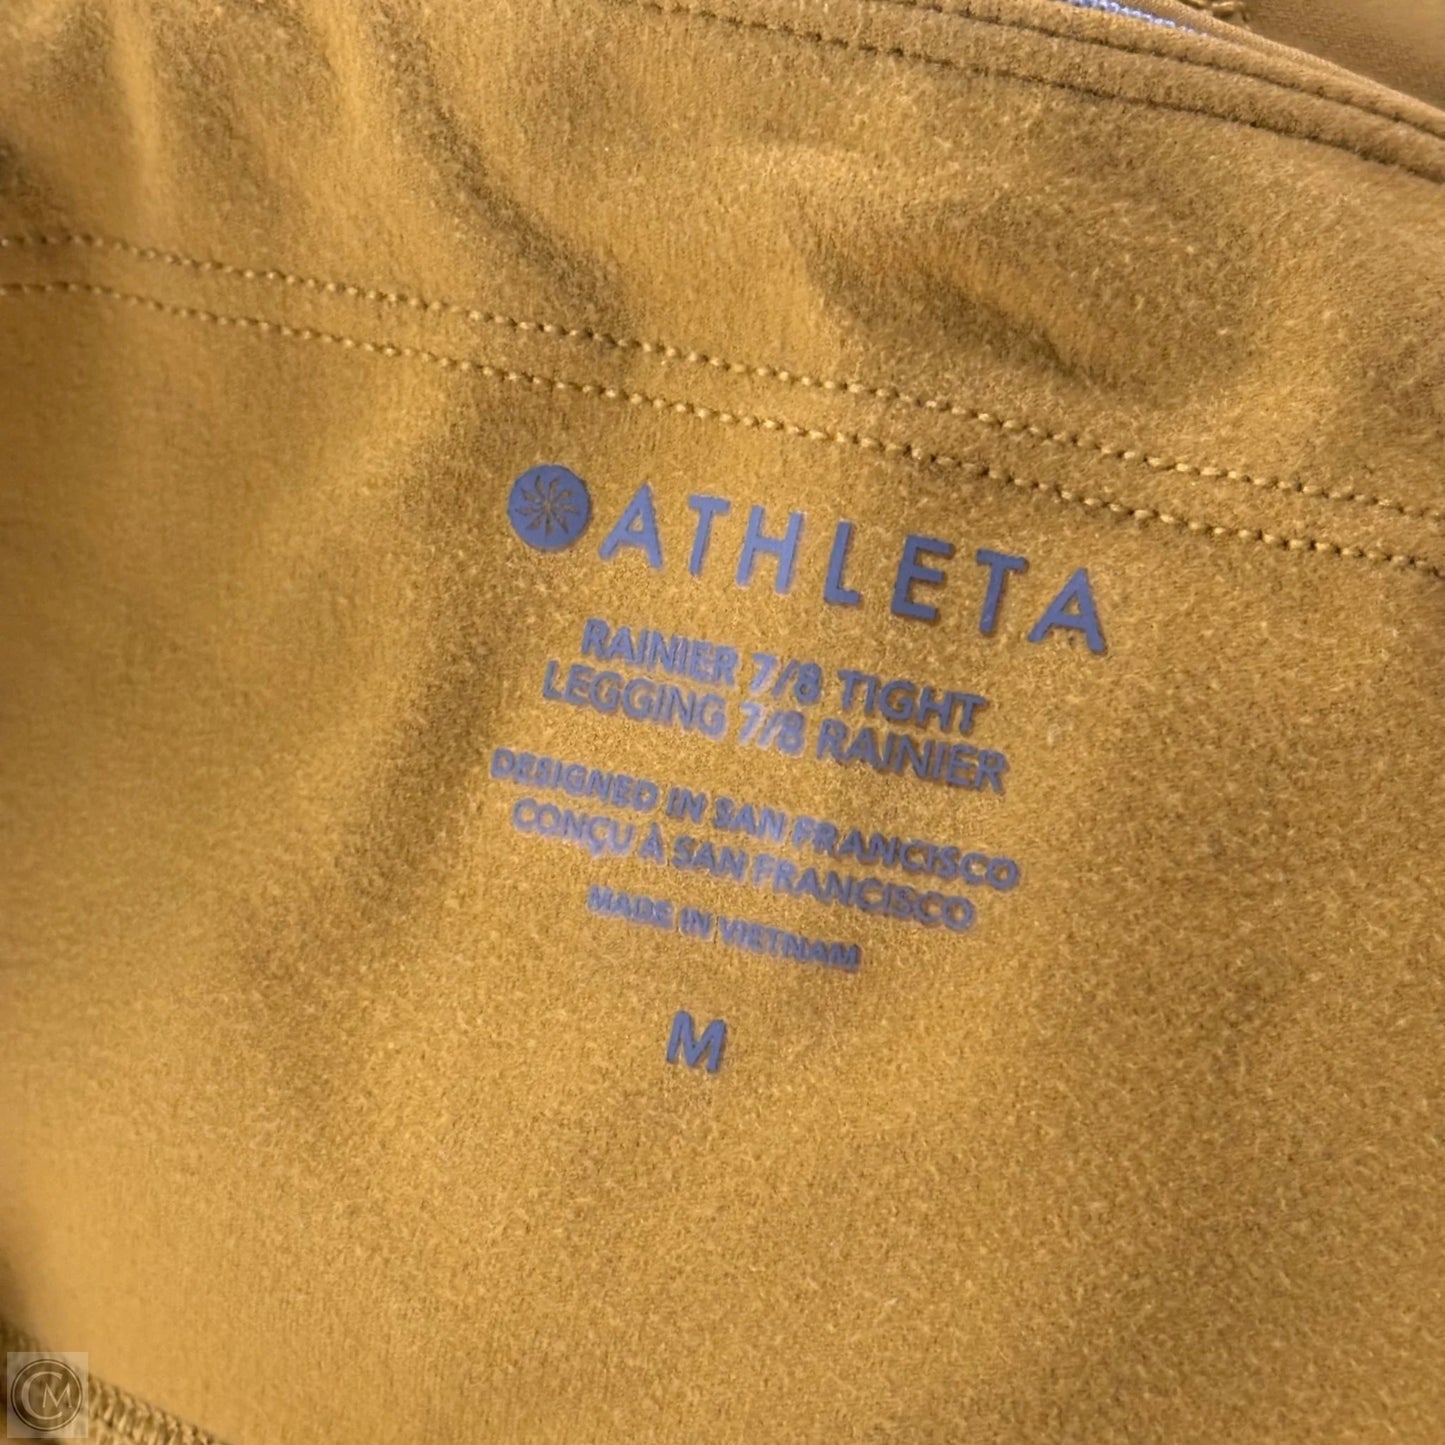 ATHLETA
RAINIER 7/8 TIGHT
LEGGING 7/8 RAINIER
DESIGNED IN SAN FRANCISCO
CONÇU À SAN FRANCISCO
MADE IN VIETNAM
M
CM